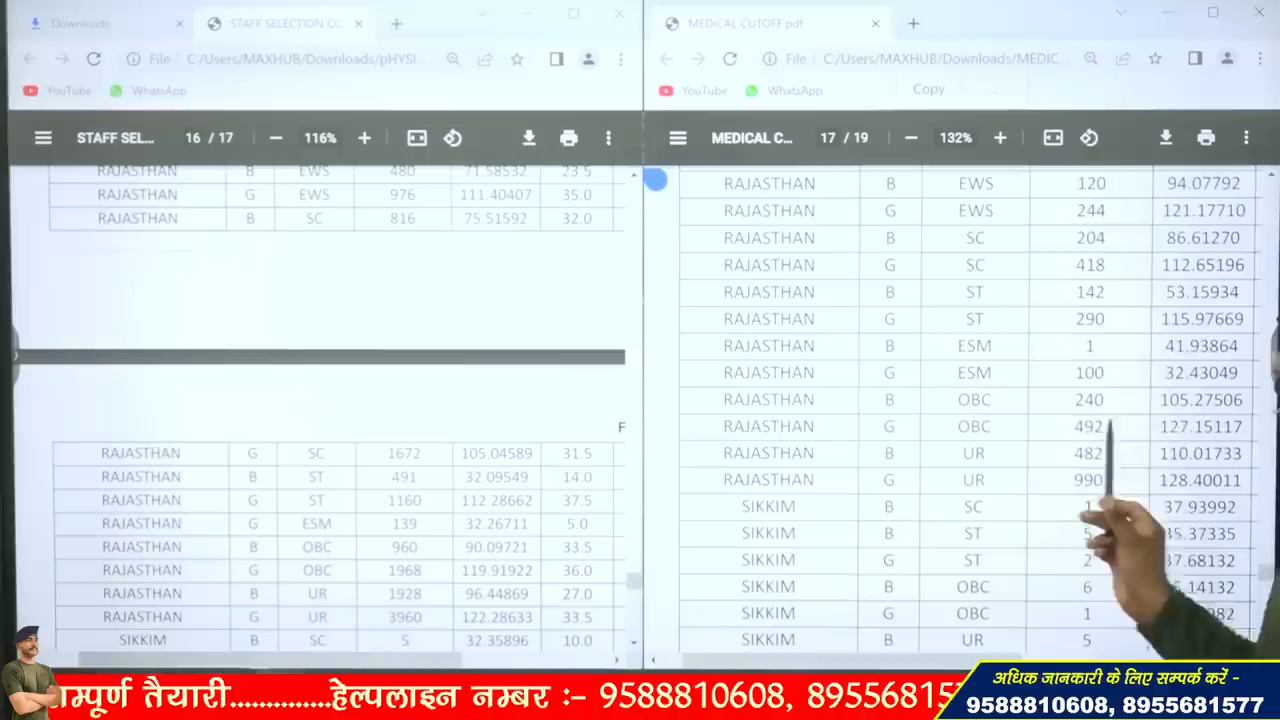 Downloads
STAFF SELECTION CO
MEDICAL CUTOFF.pdf
File C:/Users/MAXHUB/Downloads/pHYSI...
File C:/Users/MAXHUB/Downloads/MEDIC...
YouTube WhatsApp
YouTube WhatsApp Copy ...
STAFF SEL... 16 / 17 116%
MEDICAL C... 17 / 19 132%
RAJASTHAN B EWS 480 71.58532 23.5
RAJASTHAN G EWS 976 111.40407 35.0
RAJASTHAN B SC 816 75.51592 32.0
F
RAJASTHAN G SC 1672 105.04589 31.5
RAJASTHAN B ST 491 32.09549 14.0
RAJASTHAN G ST 1160 112.28662 37.5
RAJASTHAN G ESM 139 32.26711 5.0
RAJASTHAN B OBC 960 90.09721 33.5
RAJASTHAN G OBC 1968 119.91922 36.0
RAJASTHAN B UR 1928 96.44869 27.0
RAJASTHAN G UR 3960 122.28633 33.5
SIKKIM B SC 5 32.35896 10.0
RAJASTHAN B EWS 120 94.07792
RAJASTHAN G EWS 244 121.17710
RAJASTHAN B SC 204 86.61270
RAJASTHAN G SC 418 112.65196
RAJASTHAN B ST 142 53.15934
RAJASTHAN G ST 290 115.97669
RAJASTHAN B ESM 1 41.93864
RAJASTHAN G ESM 100 32.43049
RAJASTHAN B OBC 240 105.27506
RAJASTHAN G OBC 492 127.15117
RAJASTHAN B UR 482 110.01733
RAJASTHAN G UR 990 128.40011
SIKKIM B SC 1 37.93992
SIKKIM B ST 5 35.37335
SIKKIM G ST 2 37.68132
SIKKIM B OBC 6 .14132
SIKKIM G OBC 1 982
SIKKIM B UR 5
म्पूर्ण तैयारी..............हेल्पलाइन नम्बर :- 9588810608, 89556815
अधिक जानकारी के लिए सम्पर्क करें -
9588810608, 8955681577